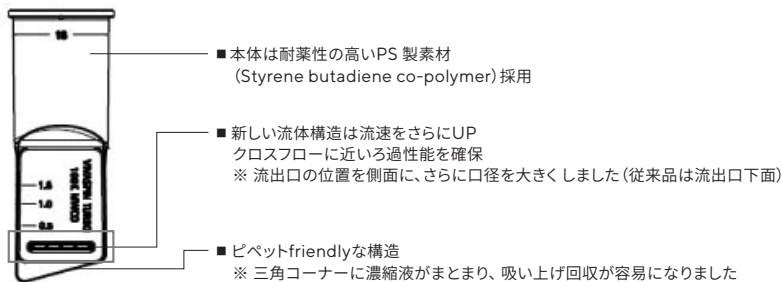 15
■ 本体は耐薬性の高いPS 製素材
（Styrene butadiene co-polymer）採用
■ 新しい流体構造は流速をさらにUP
クロスフローに近いろ過性能を確保
※ 流出口の位置を側面に、さらに口径を大きくしました（従来品は流出口下面）
1.5
1.0
0.5
VIVASPIN TURBO
100K MWCO
■ ピペットfriendlyな構造
※ 三角コーナーに濃縮液がまとまり、吸い上げ回収が容易になりました